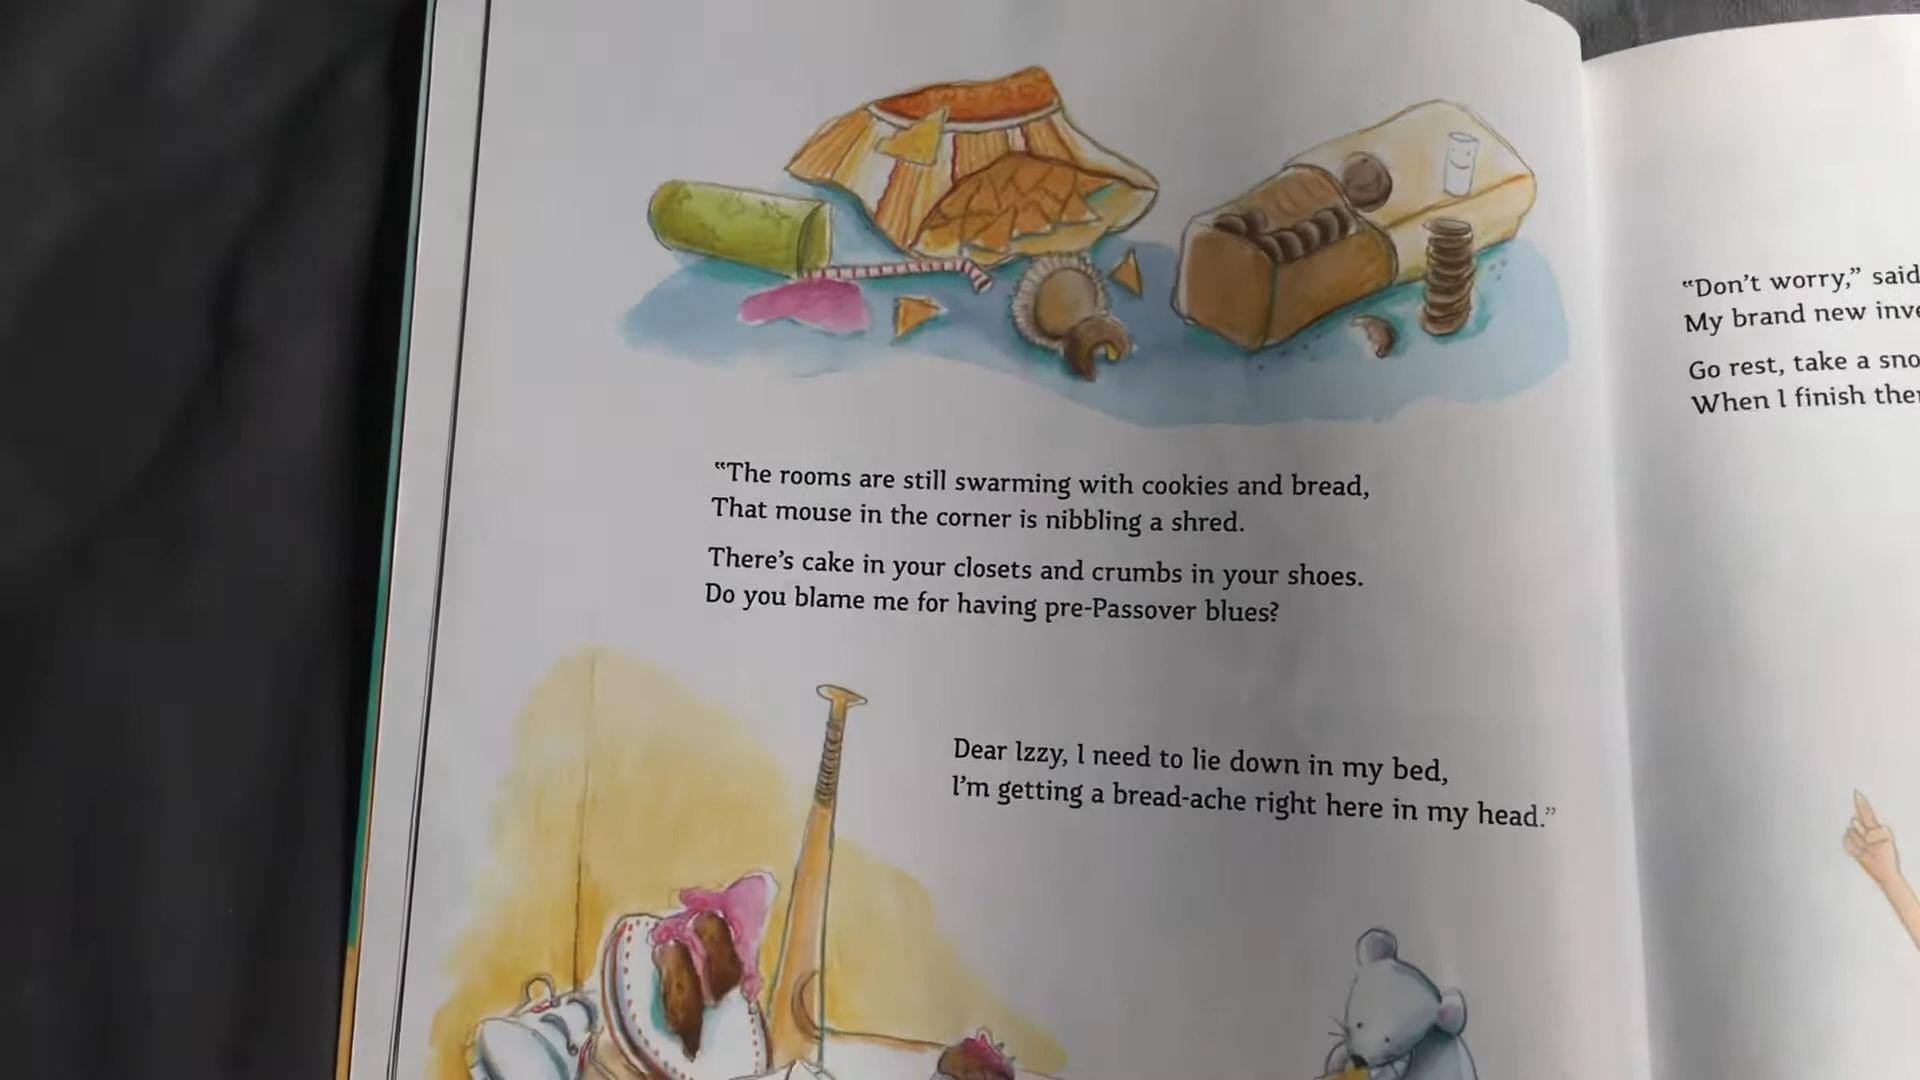 “The rooms are still swarming with cookies and bread,
That mouse in the corner is nibbling a shred.
There’s cake in your closets and crumbs in your shoes.
Do you blame me for having pre-Passover blues?
Dear Izzy, I need to lie down in my bed,
I’m getting a bread-ache right here in my head.”
“Don’t worry,” said
My brand new
Go rest, take a
When I finish